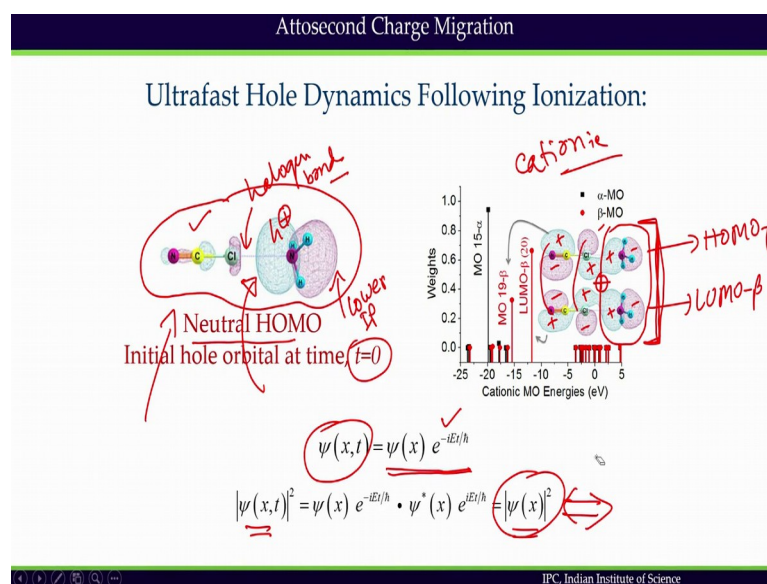 Attosecond Charge Migration
Ultrafast Hole Dynamics Following Ionization:
halogen
bond
cationic
h⊕
N C Cl N H H H
lower
IP
Neutral HOMO
Initial hole orbital at time, t=0
Weights
1.0
0.8
0.6
0.4
0.2
0.0
MO 15-α
MO 19-β
LUMO-β (20)
α-MO
β-MO
LUMO-β
-25 -20 -15 -10 -5 0 5
Cationic MO Energies (eV)
ψ(x,t) = ψ(x) e^{-iEt/ħ}
|ψ(x,t)|² = ψ(x) e^{-iEt/ħ} • ψ*(x) e^{iEt/ħ} = |ψ(x)|²
IPC, Indian Institute of Science